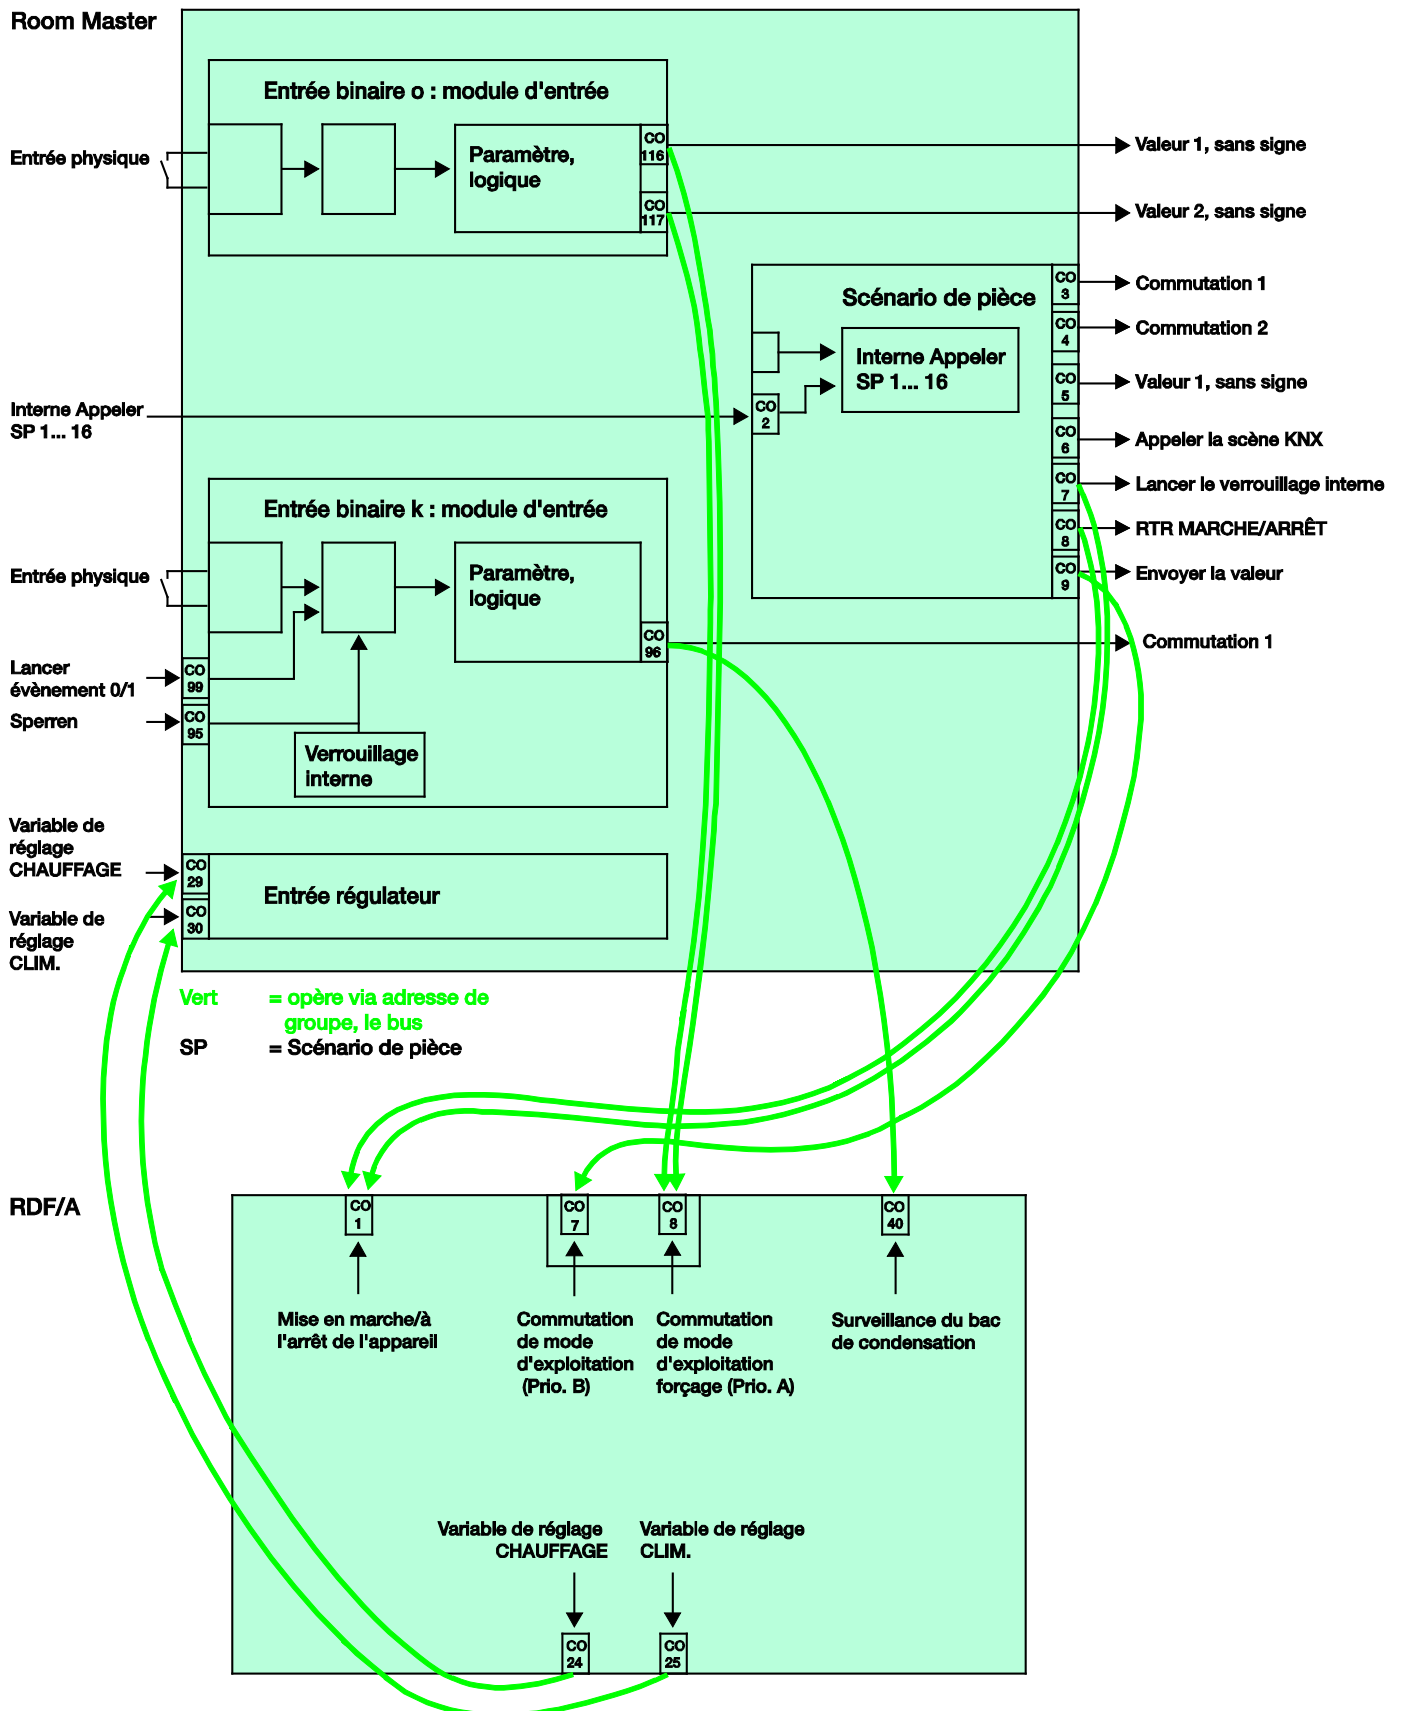 Room Master
Entrée binaire o : module d'entrée
Entrée physique
Paramètre,
logique
CO
116
CO
117
Valeur 1, sans signe
Valeur 2, sans signe
Scénario de pièce
Interne Appeler
SP 1... 16
CO
2
CO
3
CO
4
CO
5
CO
6
CO
7
CO
8
CO
9
Commutation 1
Commutation 2
Valeur 1, sans signe
Appeler la scène KNX
Lancer le verrouillage interne
RTR MARCHE/ARRÊT
Envoyer la valeur
Interne Appeler
SP 1... 16
Entrée binaire k : module d'entrée
Entrée physique
Paramètre,
logique
CO
96
Commutation 1
Lancer
évènement 0/1
CO
99
Sperren
CO
95
Verrouillage
interne
Variable de
réglage
CHAUFFAGE
CO
29
Entrée régulateur
Variable de
réglage
CLIM.
CO
30
Vert = opère via adresse de
groupe, le bus
SP = Scénario de pièce
RDF/A
CO
1
CO
7
CO
8
CO
40
Mise en marche/à
l'arrêt de l'appareil
Commutation
de mode
d'exploitation
(Prio. B)
Commutation
de mode
d'exploitation
forçage (Prio. A)
Surveillance du bac
de condensation
Variable de réglage
CHAUFFAGE
Variable de réglage
CLIM.
CO
24
CO
25